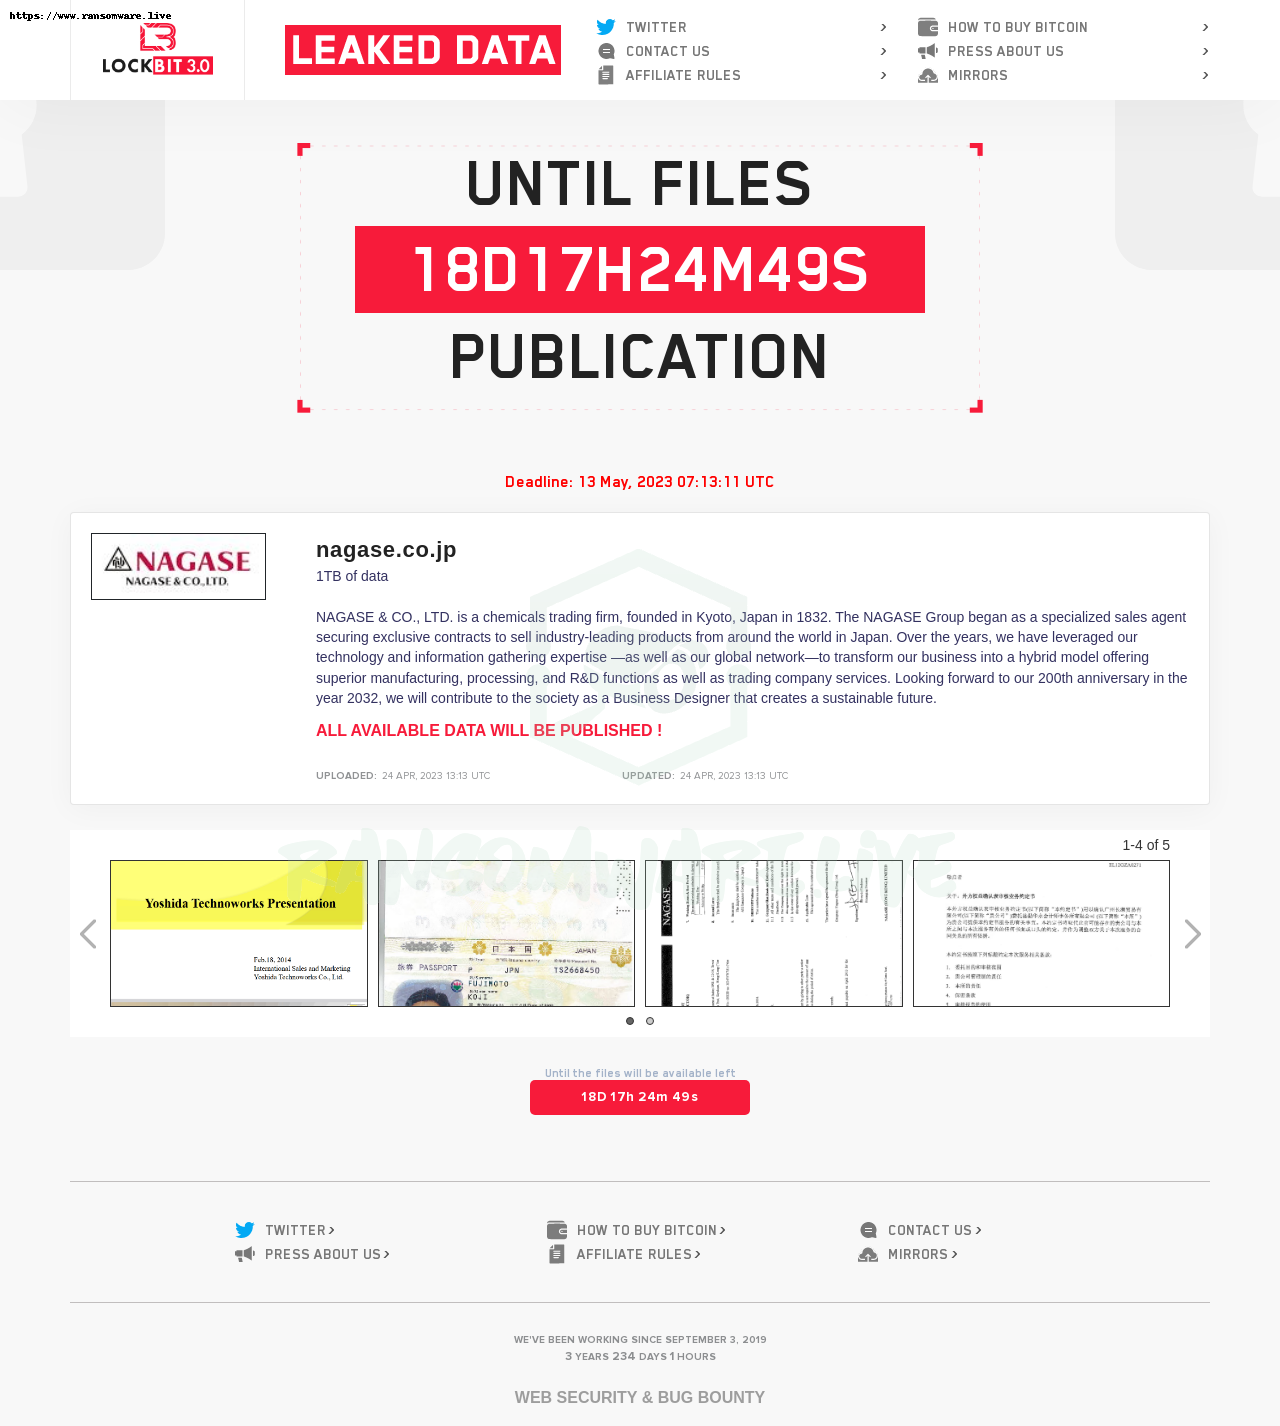 https://www.ransomware.live
LOCKBIT 3.0
LEAKED DATA
TWITTER
CONTACT US
AFFILIATE RULES
HOW TO BUY BITCOIN
PRESS ABOUT US
MIRRORS
UNTIL FILES
18D17H24M49S
PUBLICATION
Deadline: 13 May, 2023 07:13:11 UTC
NAGASE
NAGASE & CO.,LTD.
nagase.co.jp
1TB of data
NAGASE & CO., LTD. is a chemicals trading firm, founded in Kyoto, Japan in 1832. The NAGASE Group began as a specialized sales agent
securing exclusive contracts to sell industry-leading products from around the world in Japan. Over the years, we have leveraged our
technology and information gathering expertise —as well as our global network—to transform our business into a hybrid model offering
superior manufacturing, processing, and R&D functions as well as trading company services. Looking forward to our 200th anniversary in the
year 2032, we will contribute to the society as a Business Designer that creates a sustainable future.
ALL AVAILABLE DATA WILL BE PUBLISHED !
UPLOADED: 24 APR, 2023 13:13 UTC
UPDATED: 24 APR, 2023 13:13 UTC
RANSOMWARE.LIVE
1-4 of 5
Yoshida Technoworks Presentation
Feb.18, 2014
International Sales and Marketing
Yoshida Technoworks Co., Ltd.
日本国
JAPAN
旅券 PASSPORT
P
JPN
TS2668450
FUJIMOTO
KOJI
NAGASE
Until the files will be available left
18D 17h 24m 49s
TWITTER
HOW TO BUY BITCOIN
CONTACT US
PRESS ABOUT US
AFFILIATE RULES
MIRRORS
WE'VE BEEN WORKING SINCE SEPTEMBER 3, 2019
3 YEARS 234 DAYS 1 HOURS
WEB SECURITY & BUG BOUNTY